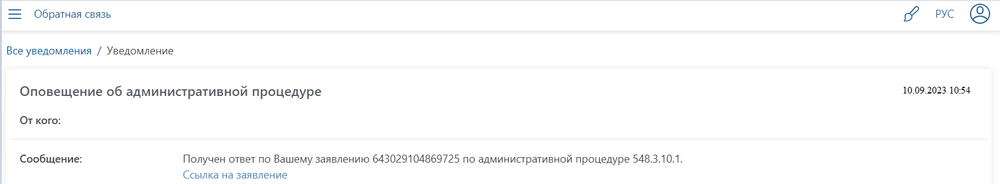 Обратная связь РУС
Все уведомления / Уведомление
Оповещение об административной процедуре 10.09.2023 10:54
От кого:
Сообщение: Получен ответ по Вашему заявлению 643029104869725 по административной процедуре 548.3.10.1.
Ссылка на заявление